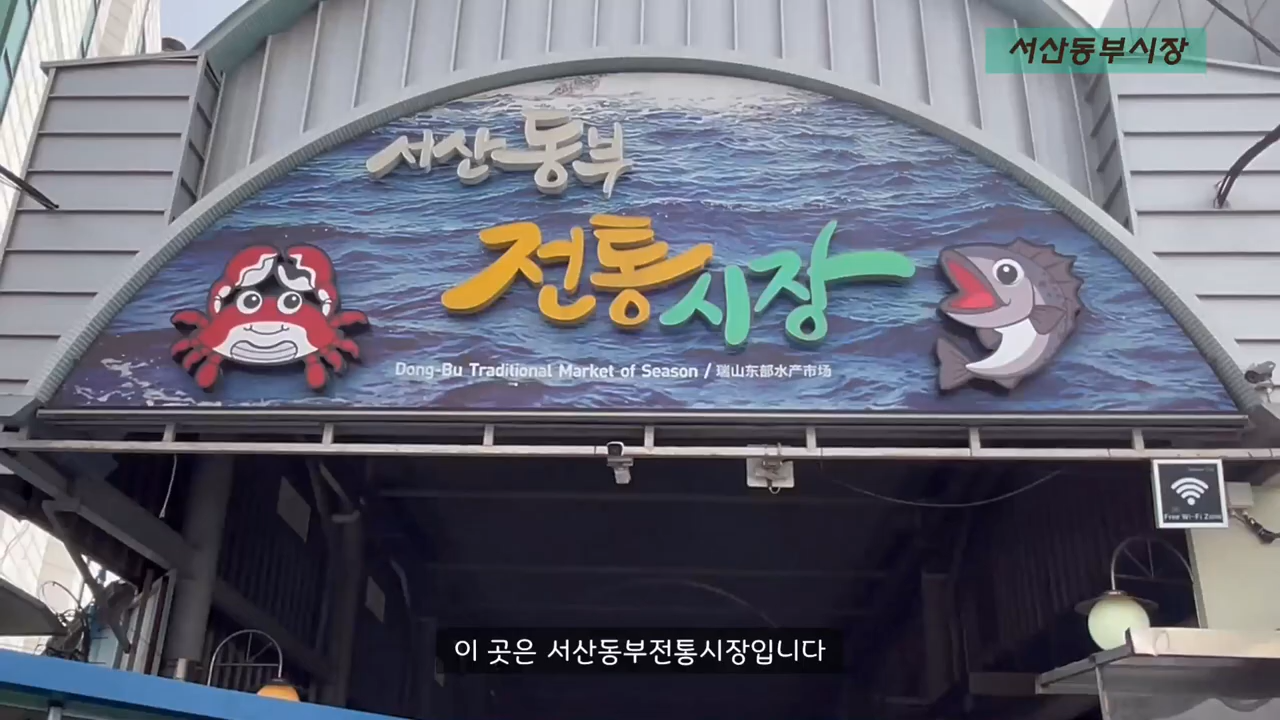 서산동부시장
서산동부
전통시장
Dong-Bu Traditional Market of Season / 瑞山东部水产市场
Free Wi-Fi Zone
이 곳은 서산동부전통시장입니다